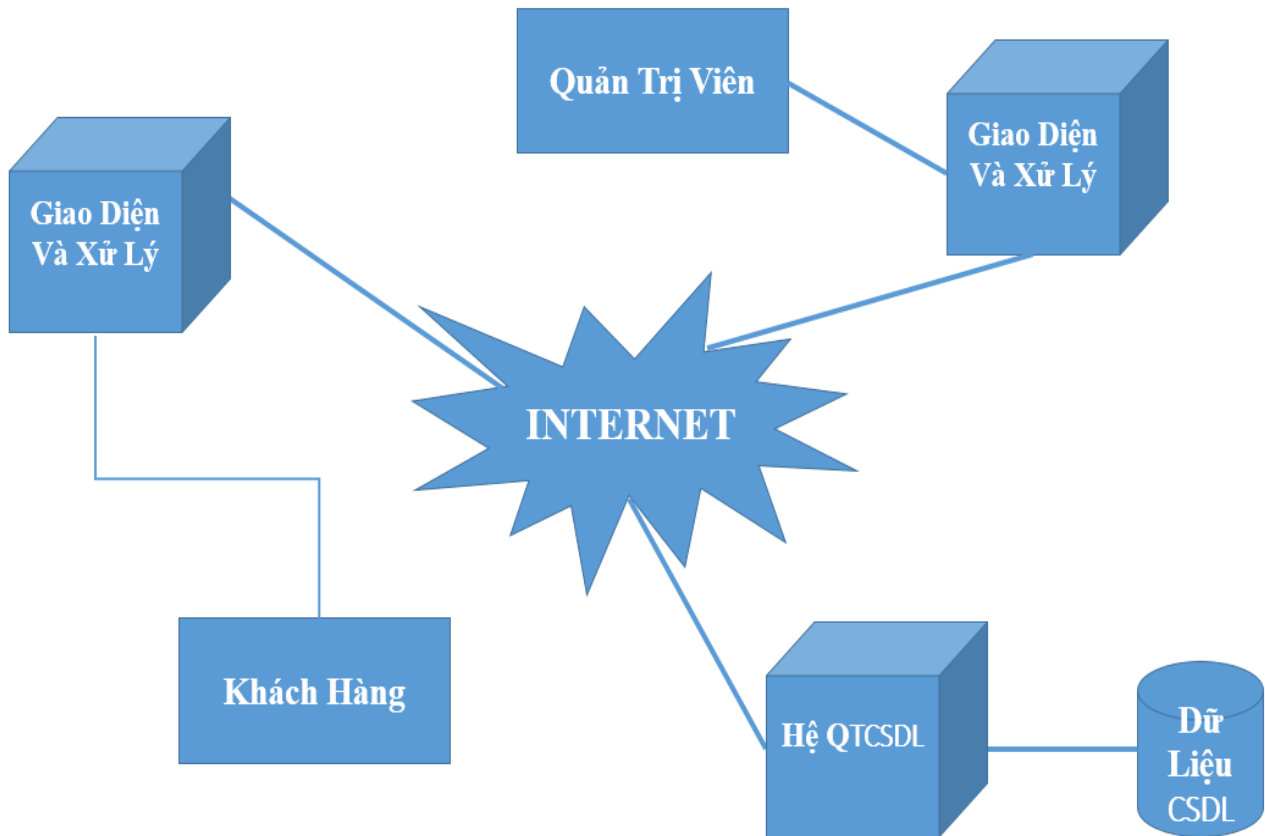 Quản Trị Viên
Giao Diện
Và Xử Lý
Giao Diện
Và Xử Lý
INTERNET
Khách Hàng
Hệ QTCSDL
Dữ
Liệu
CSDL